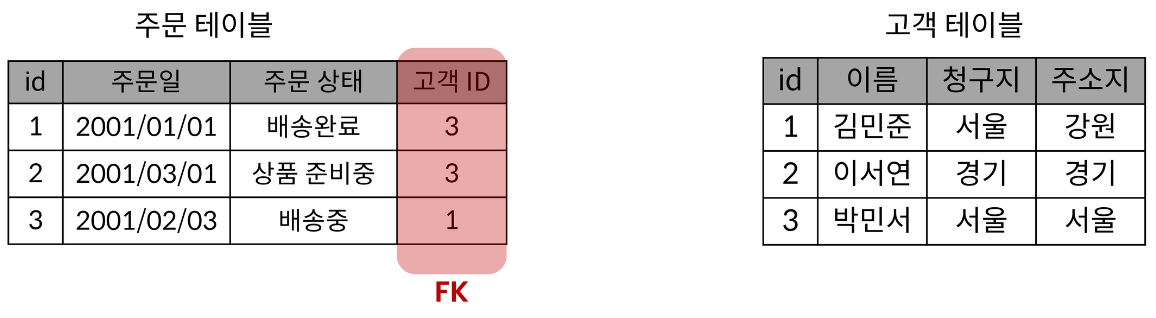 주문 테이블
id 주문일 주문 상태 고객 ID
1 2001/01/01 배송완료 3
2 2001/03/01 상품 준비중 3
3 2001/02/03 배송중 1
FK
고객 테이블
id 이름 청구지 주소지
1 김민준 서울 강원
2 이서연 경기 경기
3 박민서 서울 서울